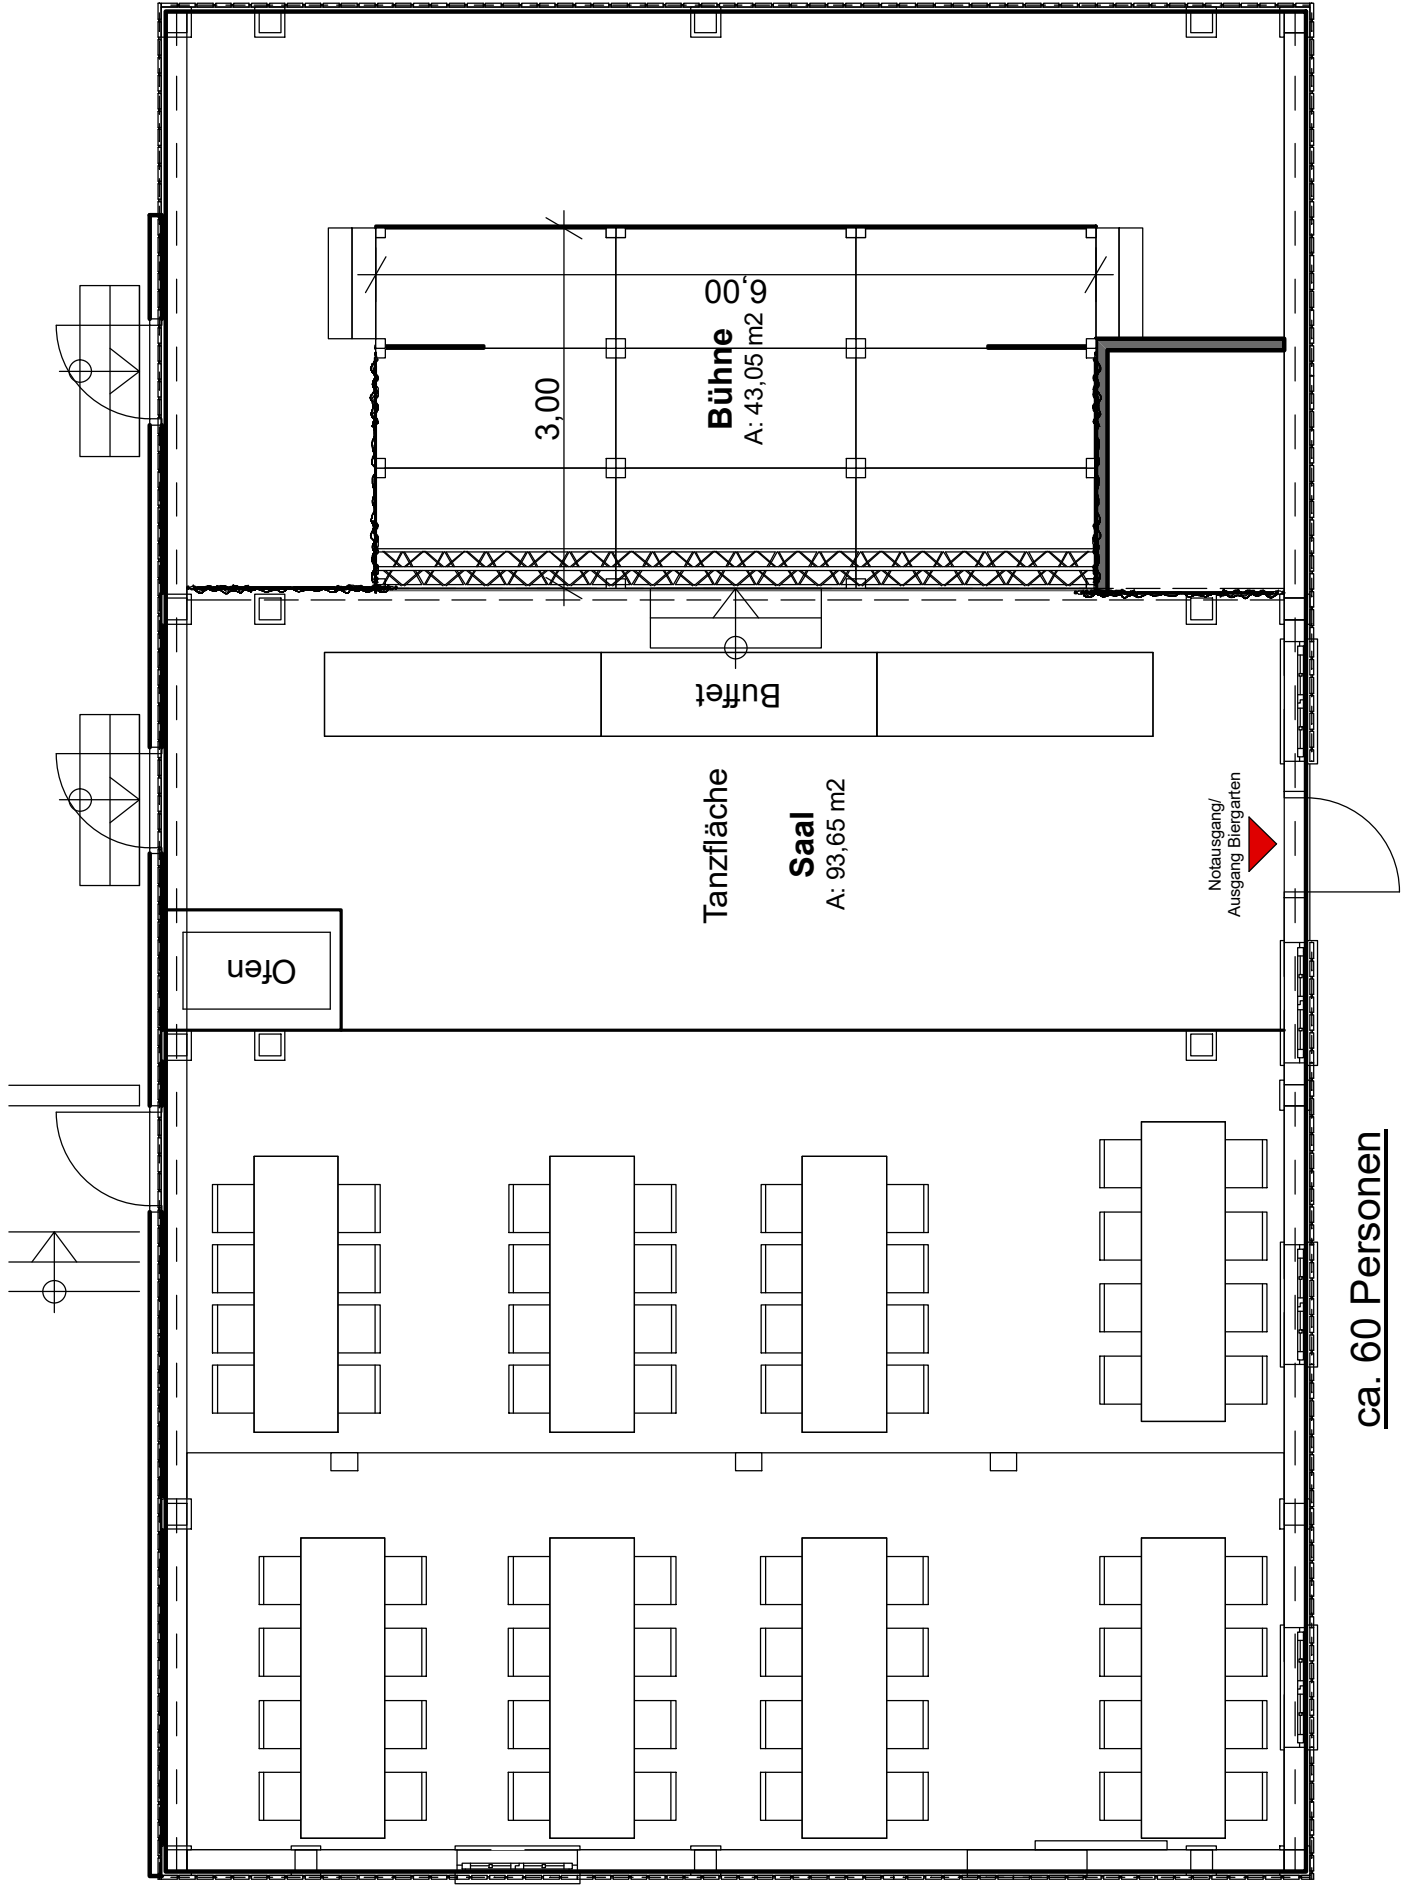 6,00
3,00
Bühne
A: 43,05 m2
Buffet
Tanzfläche
Saal
A: 93,65 m2
Notausgang/
Ausgang Biergarten
Ofen
ca. 60 Personen